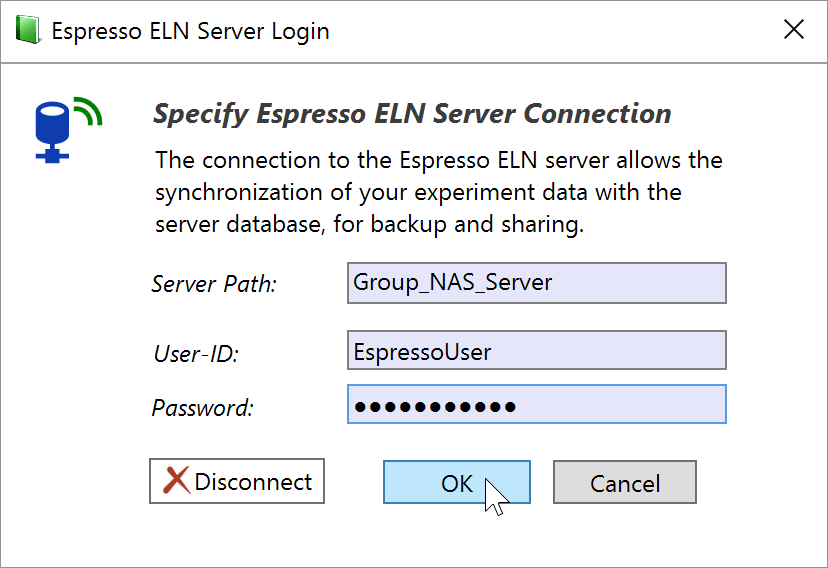 Espresso ELN Server Login
Specify Espresso ELN Server Connection
The connection to the Espresso ELN server allows the
synchronization of your experiment data with the
server database, for backup and sharing.
Server Path: Group_NAS_Server
User-ID: EspressoUser
Password: ●●●●●●●●●●●
Disconnect OK Cancel